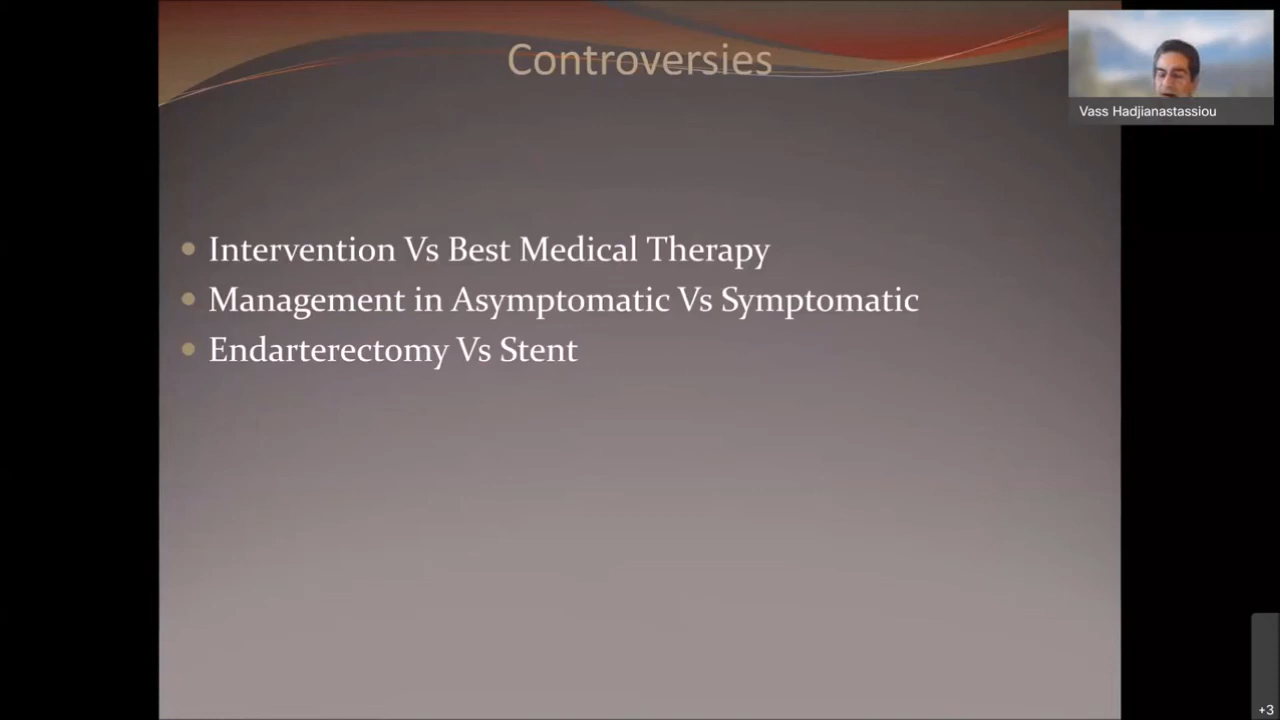 Controversies
Vass Hadjianastassiou
Intervention Vs Best Medical Therapy
Management in Asymptomatic Vs Symptomatic
Endarterectomy Vs Stent
+3